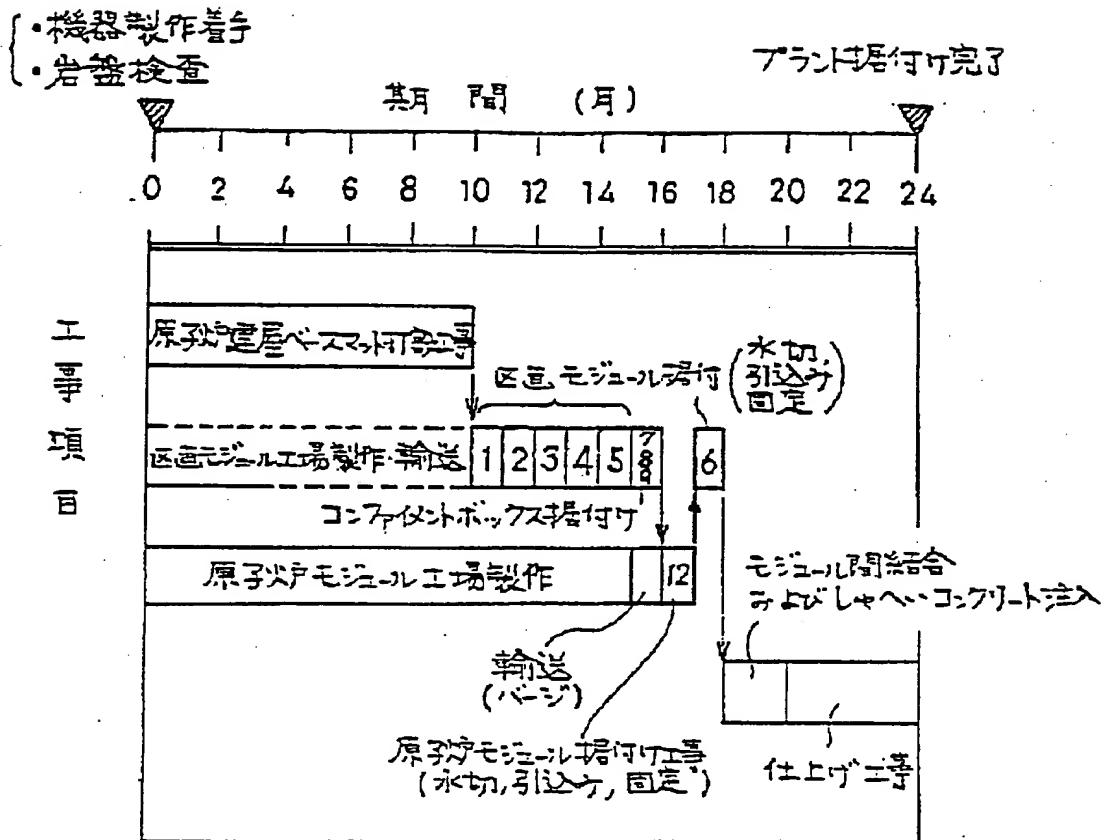 ・機器製作着手
・岩盤検査
プラント据付け完了
期間 (月)
0 2 4 6 8 10 12 14 16 18 20 22 24
工事項目
原子炉建屋ベースマット打設工事
区画モジュール据付(水切,引込み,固定)
区画モジュール工場製作・輸送
1 2 3 4 5
6
コンファイメントボックス据付け
原子炉モジュール工場製作
12
モジュール間結合
およびしゃへいコンクリート注入
輸送
(バージ)
原子炉モジュール据付け工事
(水切,引込み,固定)
仕上げ工事